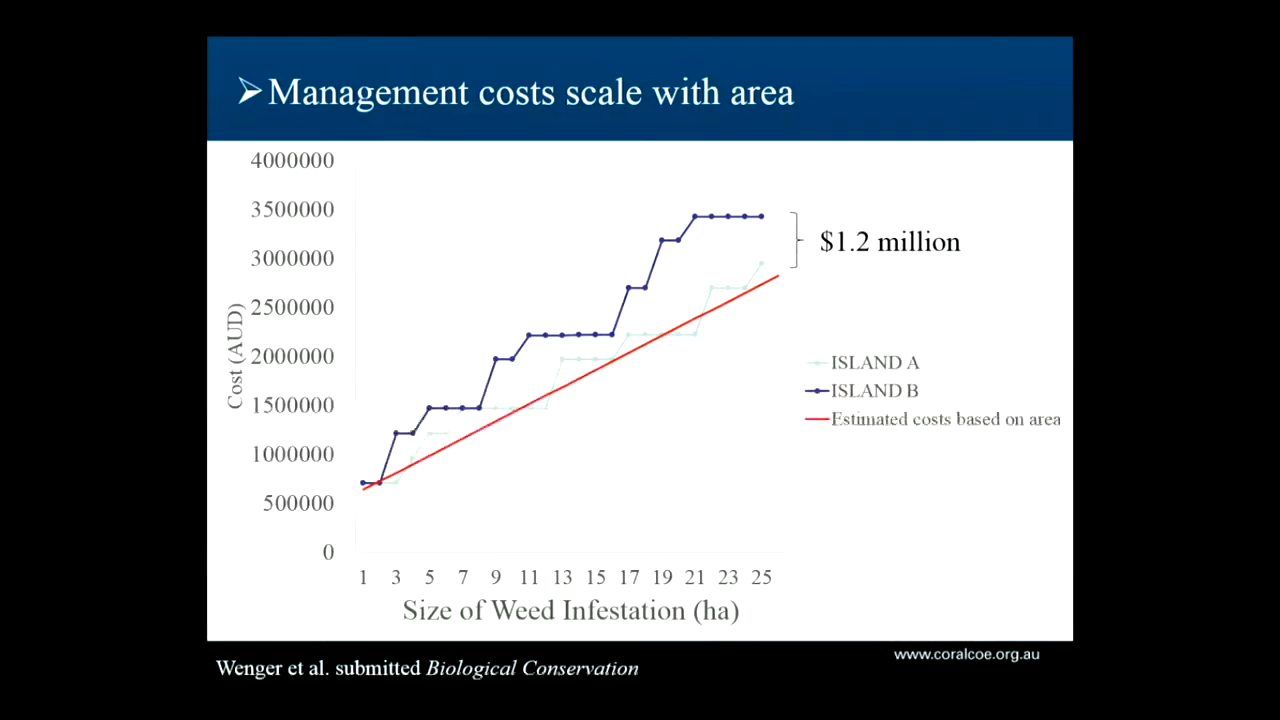 ➢Management costs scale with area
4000000
3500000
3000000
2500000
2000000
1500000
1000000
500000
0
Cost (AUD)
1 3 5 7 9 11 13 15 17 19 21 23 25
Size of Weed Infestation (ha)
$1.2 million
ISLAND A
ISLAND B
Estimated costs based on area
www.coralcoe.org.au
Wenger et al. submitted Biological Conservation